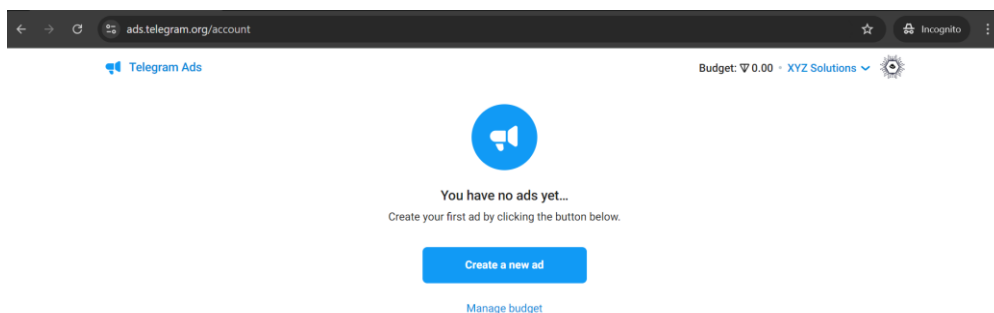 ads.telegram.org/account
Incognito
Telegram Ads
Budget: 0.00 · XYZ Solutions
You have no ads yet...
Create your first ad by clicking the button below.
Create a new ad
Manage budget